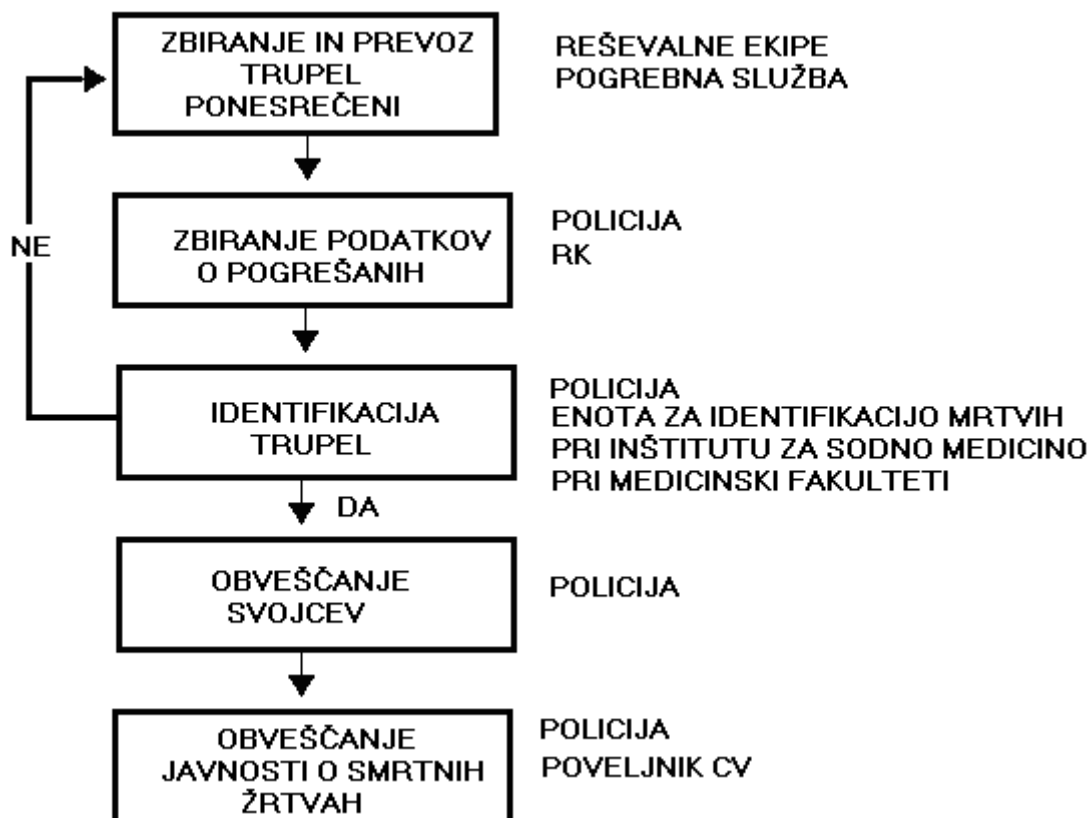 ZBIRANJE IN PREVOZ
TRUPEL
PONESREČENI
REŠEVALNE EKIPE
POGREBNA SLUŽBA
NE
ZBIRANJE PODATKOV
O POGREŠANIH
POLICIJA
RK
IDENTIFIKACIJA
TRUPEL
POLICIJA
ENOTA ZA IDENTIFIKACIJO MRTVIH
PRI INŠTITUTU ZA SODNO MEDICINO
PRI MEDICINSKI FAKULTETI
DA
OBVEŠČANJE
SVOJCEV
POLICIJA
OBVEŠČANJE
JAVNOSTI O SMRTNIH
ŽRTVAH
POLICIJA
POVELJNIK CV